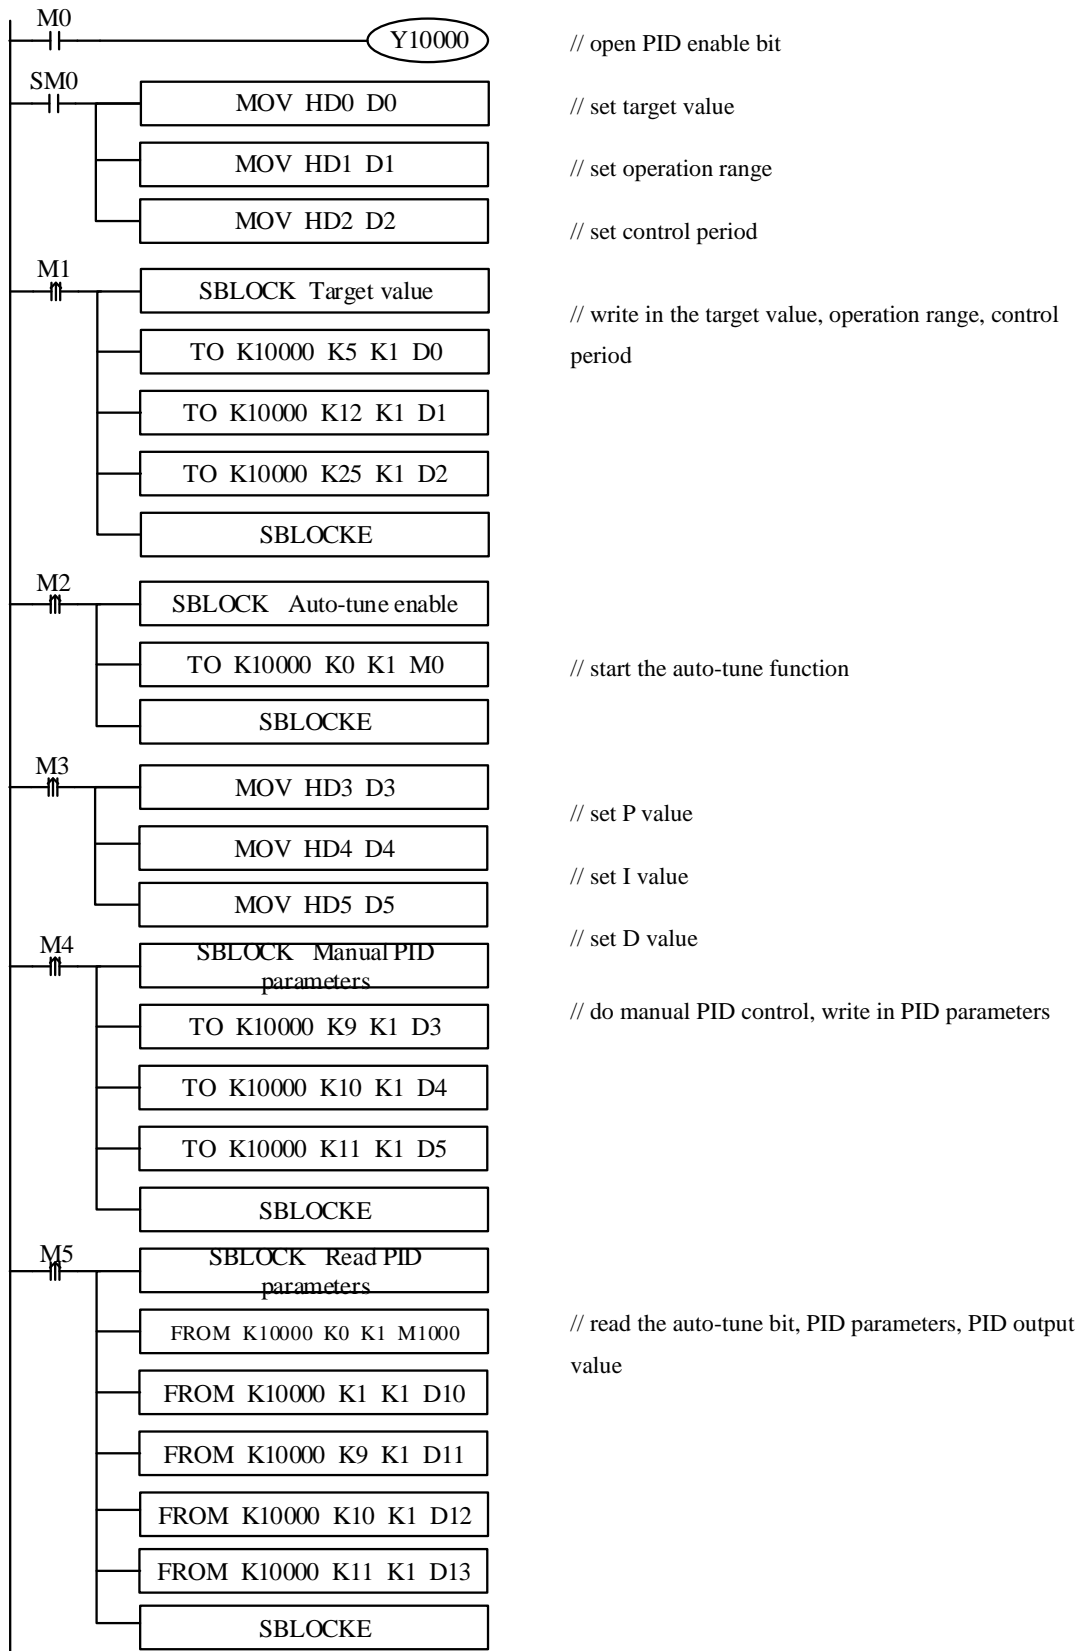 M0
Y10000
// open PID enable bit
SM0
MOV HD0 D0
// set target value
MOV HD1 D1
// set operation range
MOV HD2 D2
// set control period
M1
SBLOCK Target value
// write in the target value, operation range, control
period
TO K10000 K5 K1 D0
TO K10000 K12 K1 D1
TO K10000 K25 K1 D2
SBLOCKE
M2
SBLOCK Auto-tune enable
TO K10000 K0 K1 M0
// start the auto-tune function
SBLOCKE
M3
MOV HD3 D3
// set P value
MOV HD4 D4
// set I value
MOV HD5 D5
// set D value
M4
SBLOCK Manual PID
parameters
// do manual PID control, write in PID parameters
TO K10000 K9 K1 D3
TO K10000 K10 K1 D4
TO K10000 K11 K1 D5
SBLOCKE
M5
SBLOCK Read PID
parameters
FROM K10000 K0 K1 M1000
// read the auto-tune bit, PID parameters, PID output
value
FROM K10000 K1 K1 D10
FROM K10000 K9 K1 D11
FROM K10000 K10 K1 D12
FROM K10000 K11 K1 D13
SBLOCKE